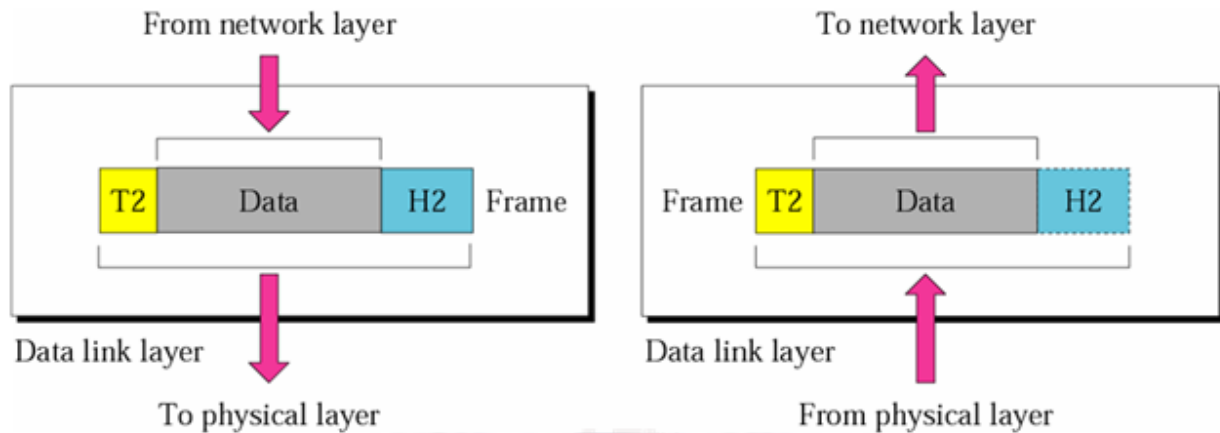 From network layer
T2 Data H2 Frame
Data link layer
To physical layer
To network layer
Frame T2 Data H2
Data link layer
From physical layer